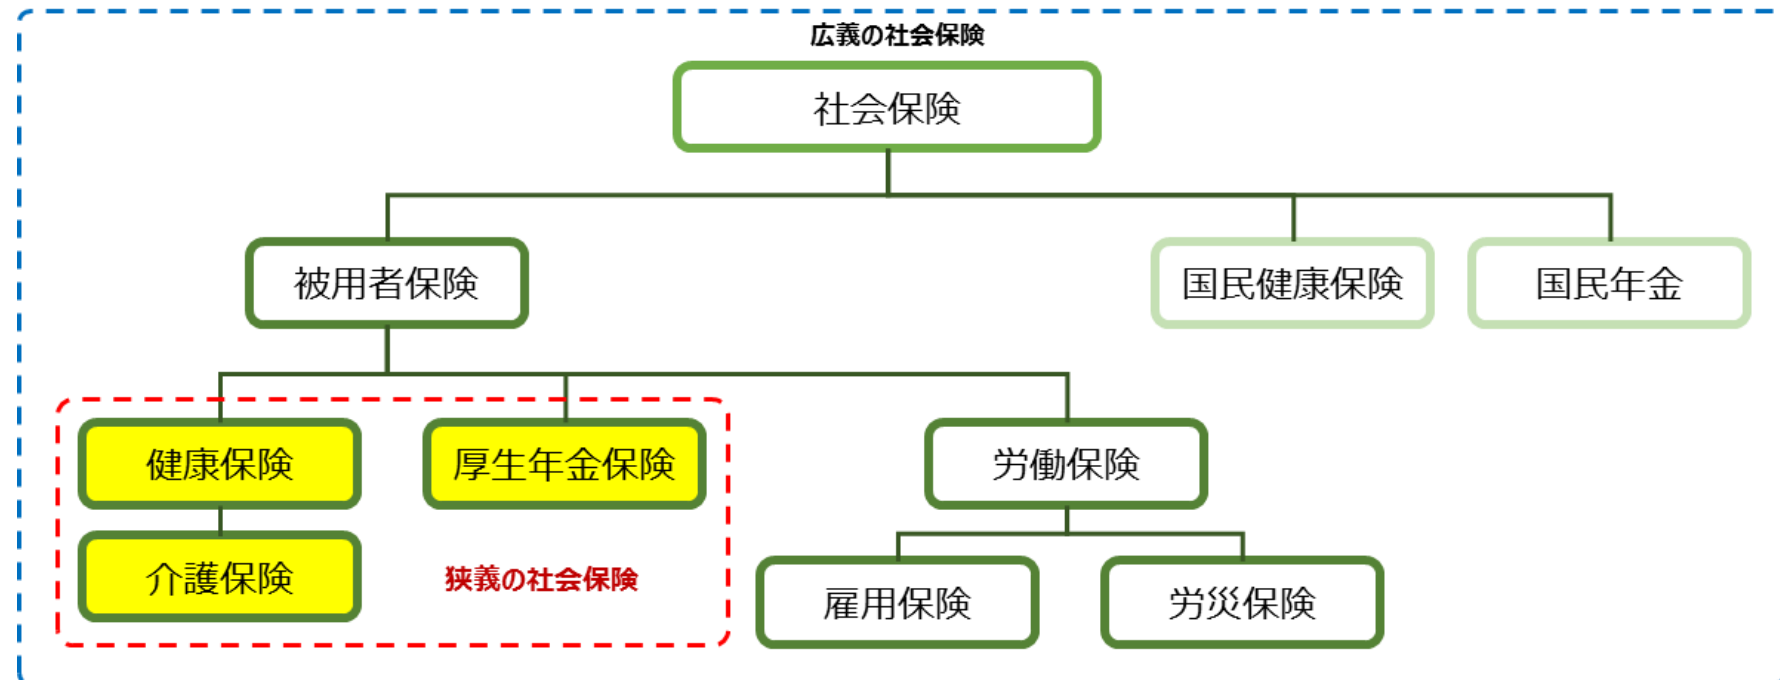 広義の社会保険
社会保険
被用者保険
国民健康保険
国民年金
健康保険
厚生年金保険
労働保険
介護保険
狭義の社会保険
雇用保険
労災保険